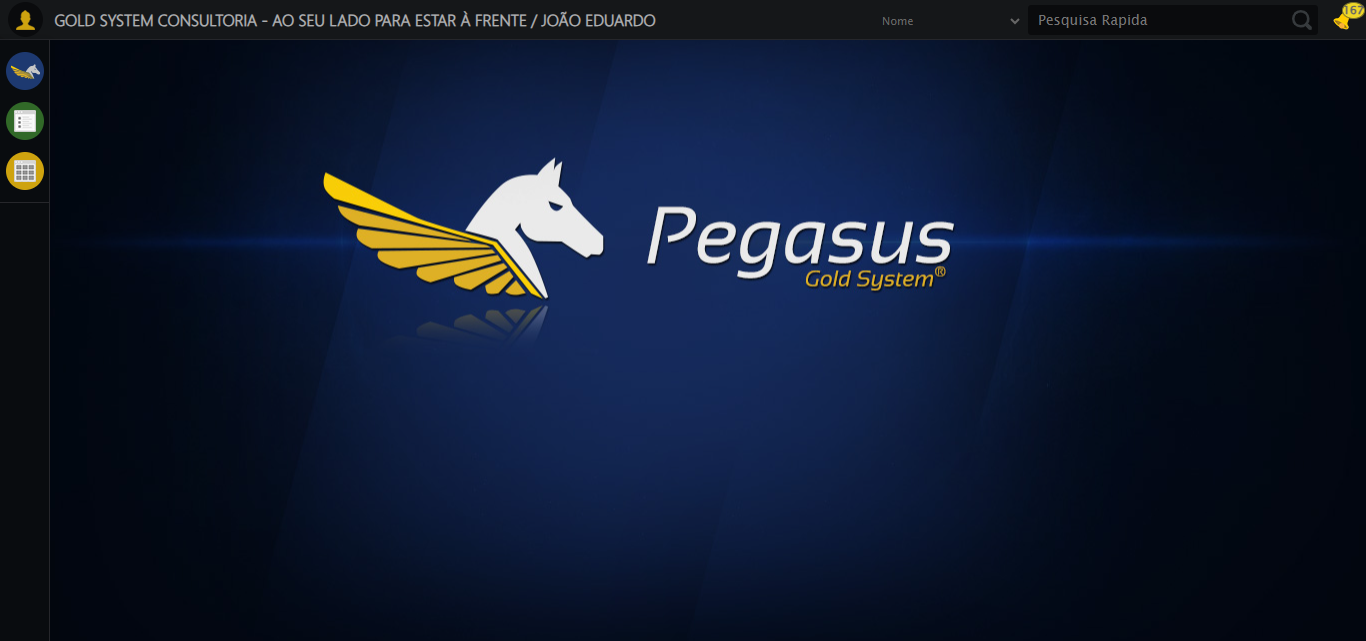 GOLD SYSTEM CONSULTORIA - AO SEU LADO PARA ESTAR À FRENTE / JOÃO EDUARDO
Nome
Pesquisa Rapida
167
Pegasus
Gold System®